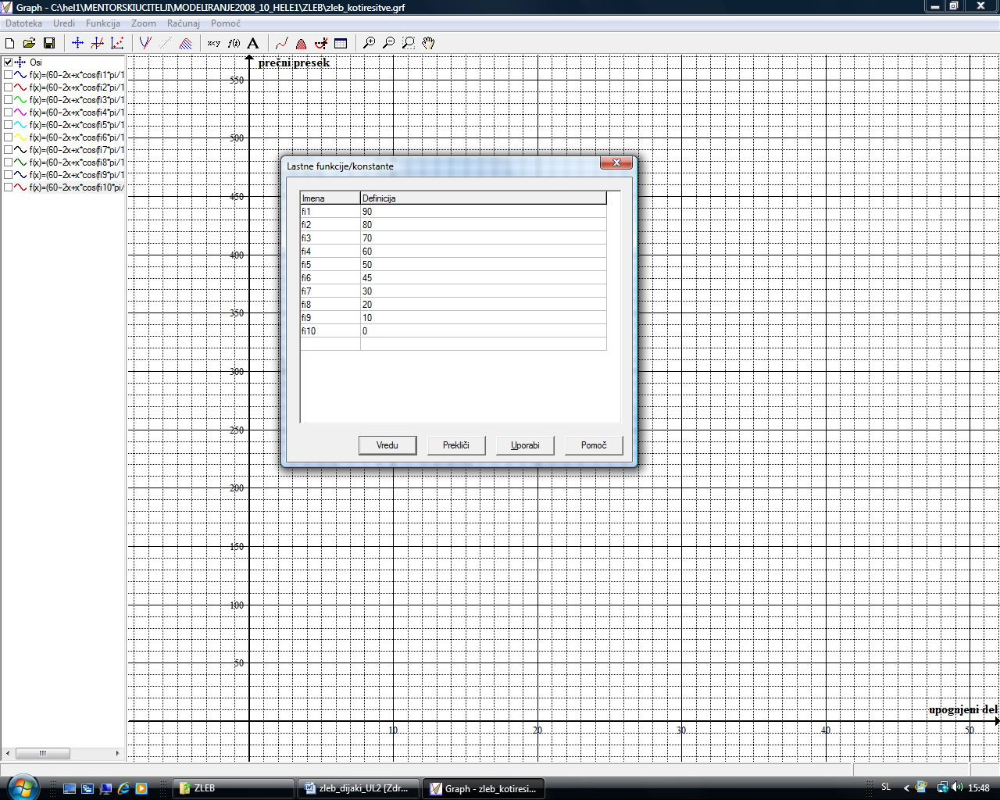 Graph - C:\hel1\MENTORSKIUCITELJI\MODELIRANJE2008_10_HELE1\ZLEB\zleb_kotiresitve.grf
Datoteka Uredi Funkcija Zoom Računaj Pomoč
Osi
f(x)=(60-2x+x*cos(fi1*pi/1
f(x)=(60-2x+x*cos(fi2*pi/1
f(x)=(60-2x+x*cos(fi3*pi/1
f(x)=(60-2x+x*cos(fi4*pi/1
f(x)=(60-2x+x*cos(fi5*pi/1
f(x)=(60-2x+x*cos(fi6*pi/1
f(x)=(60-2x+x*cos(fi7*pi/1
f(x)=(60-2x+x*cos(fi8*pi/1
f(x)=(60-2x+x*cos(fi9*pi/1
f(x)=(60-2x+x*cos(fi10*pi/
prečni presek
550
500
450
400
350
300
250
200
150
100
50
10 20 30 40 50
upognjeni del
Lastne funkcije/konstante
Imena Definicija
fi1 90
fi2 80
fi3 70
fi4 60
fi5 50
fi6 45
fi7 30
fi8 20
fi9 10
fi10 0
Vredu Prekliči Uporabi Pomoč
ZLEB
zleb_dijaki_UL2 [Zdr...
Graph - zleb_kotiresi...
SL
15:48